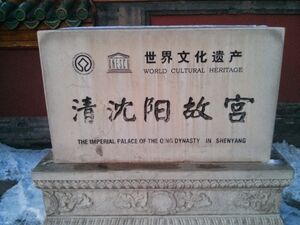 世界文化遗产
WORLD CULTURAL HERITAGE
清沈阳故宫
THE IMPERIAL PALACE OF THE QING DYNASTY IN SHENYANG